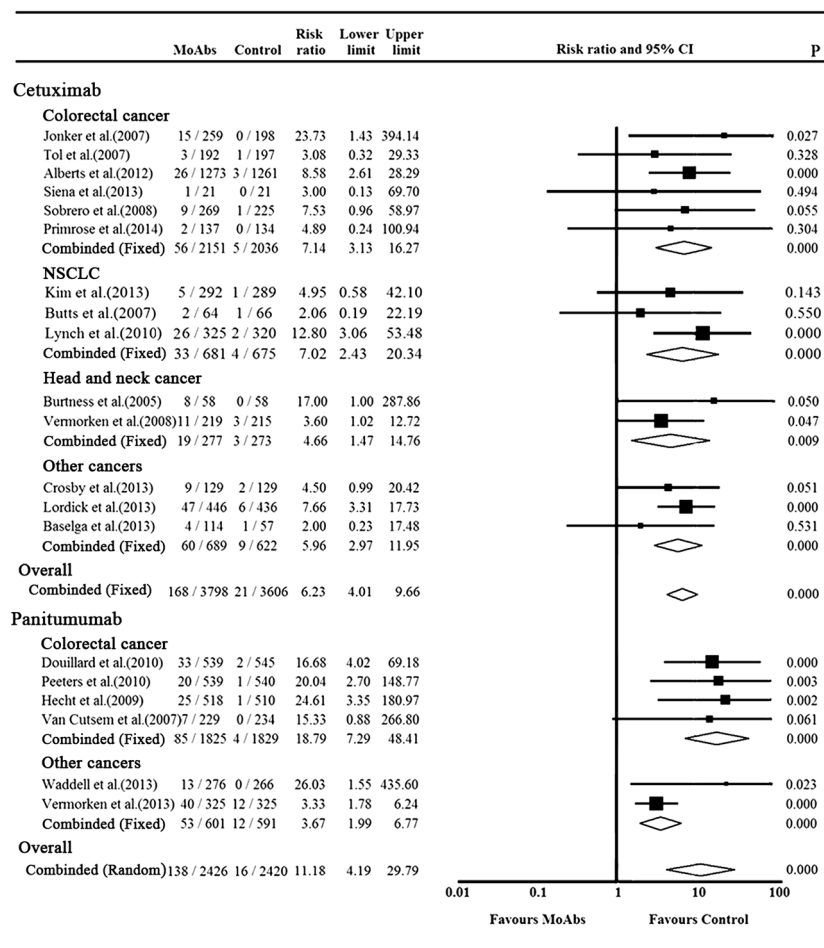 Risk Lower Upper
MoAbs Control ratio limit limit Risk ratio and 95% CI P
Cetuximab
Colorectal cancer
Jonker et al.(2007) 15 / 259 0 / 198 23.73 1.43 394.14 0.027
Tol et al.(2007) 3 / 192 1 / 197 3.08 0.32 29.33 0.328
Alberts et al.(2012) 26 / 1273 3 / 1261 8.58 2.61 28.29 0.000
Siena et al.(2013) 1 / 21 0 / 21 3.00 0.13 69.70 0.494
Sobrero et al.(2008) 9 / 269 1 / 225 7.53 0.96 58.97 0.055
Primrose et al.(2014) 2 / 137 0 / 134 4.89 0.24 100.94 0.304
Combinded (Fixed) 56 / 2151 5 / 2036 7.14 3.13 16.27 0.000
NSCLC
Kim et al.(2013) 5 / 292 1 / 289 4.95 0.58 42.10 0.143
Butts et al.(2007) 2 / 64 1 / 66 2.06 0.19 22.19 0.550
Lynch et al.(2010) 26 / 325 2 / 320 12.80 3.06 53.48 0.000
Combinded (Fixed) 33 / 681 4 / 675 7.02 2.43 20.34 0.000
Head and neck cancer
Burtness et al.(2005) 8 / 58 0 / 58 17.00 1.00 287.86 0.050
Vermorken et al.(2008)11 / 219 3 / 215 3.60 1.02 12.72 0.047
Combinded (Fixed) 19 / 277 3 / 273 4.66 1.47 14.76 0.009
Other cancers
Crosby et al.(2013) 9 / 129 2 / 129 4.50 0.99 20.42 0.051
Lordick et al.(2013) 47 / 446 6 / 436 7.66 3.31 17.73 0.000
Baselga et al.(2013) 4 / 114 1 / 57 2.00 0.23 17.48 0.531
Combinded (Fixed) 60 / 689 9 / 622 5.96 2.97 11.95 0.000
Overall
Combinded (Fixed) 168 / 3798 21 / 3606 6.23 4.01 9.66 0.000
Panitumumab
Colorectal cancer
Douillard et al.(2010) 33 / 539 2 / 545 16.68 4.02 69.18 0.000
Peeters et al.(2010) 20 / 539 1 / 540 20.04 2.70 148.77 0.003
Hecht et al.(2009) 25 / 518 1 / 510 24.61 3.35 180.97 0.002
Van Cutsem et al.(2007)7 / 229 0 / 234 15.33 0.88 266.80 0.061
Combinded (Fixed) 85 / 1825 4 / 1829 18.79 7.29 48.41 0.000
Other cancers
Waddell et al.(2013) 13 / 276 0 / 266 26.03 1.55 435.60 0.023
Vermorken et al.(2013) 40 / 325 12 / 325 3.33 1.78 6.24 0.000
Combinded (Fixed) 53 / 601 12 / 591 3.67 1.99 6.77 0.000
Overall
Combinded (Random)138 / 2426 16 / 2420 11.18 4.19 29.79 0.000
0.01 0.1 1 10 100
Favours MoAbs Favours Control